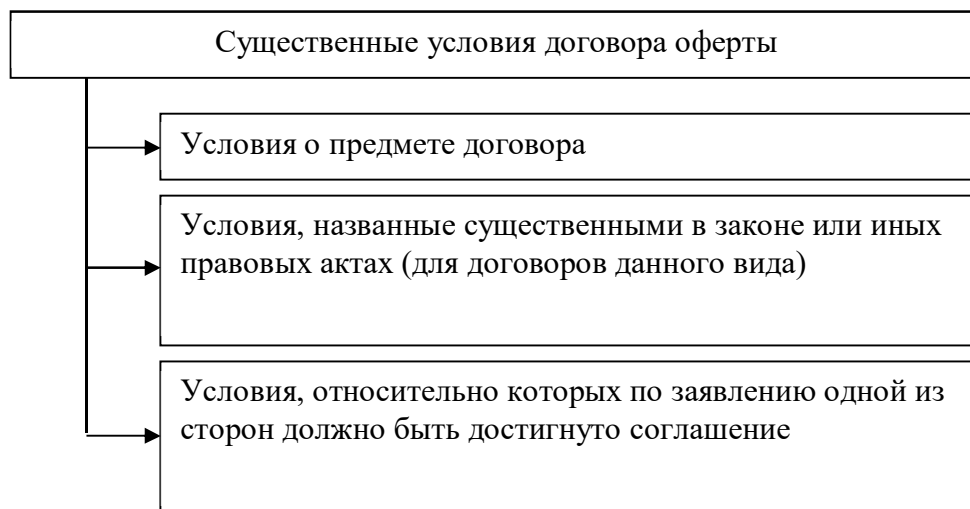 Существенные условия договора оферты
Условия о предмете договора
Условия, названные существенными в законе или иных
правовых актах (для договоров данного вида)
Условия, относительно которых по заявлению одной из
сторон должно быть достигнуто соглашение